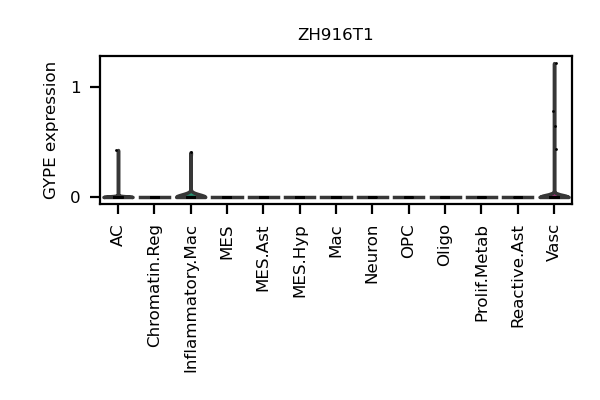 ZH916T1
GYPE expression
1
0
AC
Chromatin.Reg
Inflammatory.Mac
MES
MES.Ast
MES.Hyp
Mac
Neuron
OPC
Oligo
Prolif.Metab
Reactive.Ast
Vasc